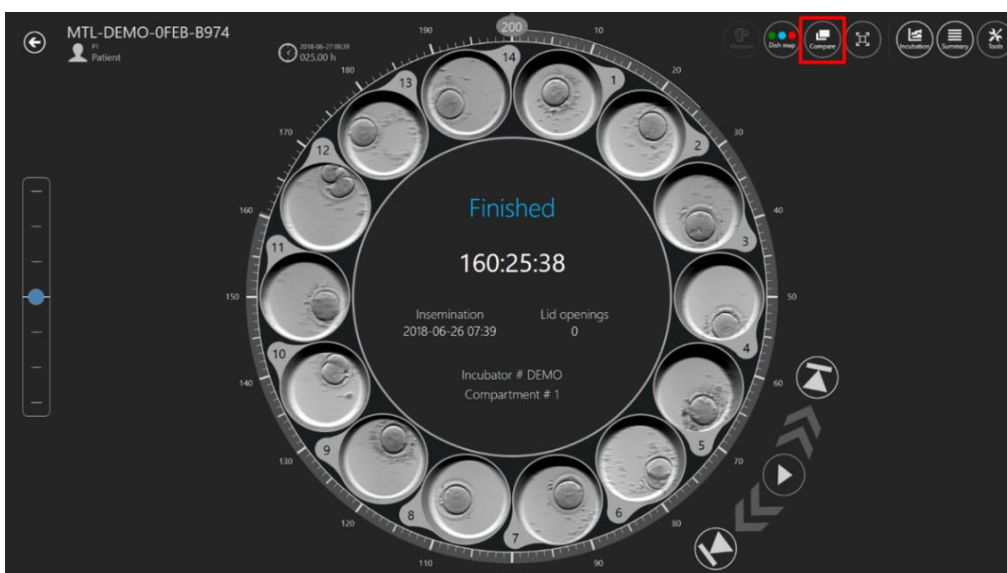 MTL-DEMO-0FEB-B974
P1
Patient
2018-06-27 08:39
025.00 h
Measure
Dish map
Compare
Incubation
Summary
Tools
200
10
20
30
40
50
60
70
80
90
100
110
120
130
140
150
160
170
180
190
1
2
3
4
5
6
7
8
9
10
11
12
13
14
Finished
160:25:38
Insemination
2018-06-26 07:39
Lid openings
0
Incubator # DEMO
Compartment # 1